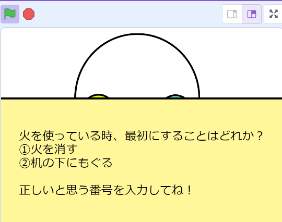 火を使っている時、最初にすることはどれか？
①火を消す
②机の下にもぐる
正しいと思う番号を入力してね！